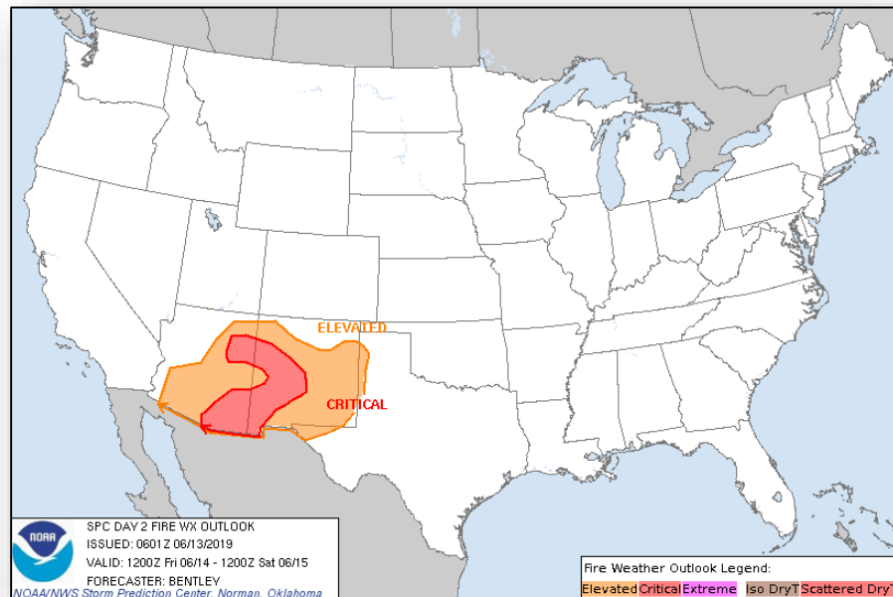 ELEVATED
CRITICAL
NOAA
SPC DAY 2 FIRE WX OUTLOOK
ISSUED: 0601Z 06/13/2019
VALID: 1200Z Fri 06/14 - 1200Z Sat 06/15
FORECASTER: BENTLEY
NOAA/NWS Storm Prediction Center, Norman, Oklahoma
Fire Weather Outlook Legend:
Elevated Critical Extreme Iso DryT Scattered DryT